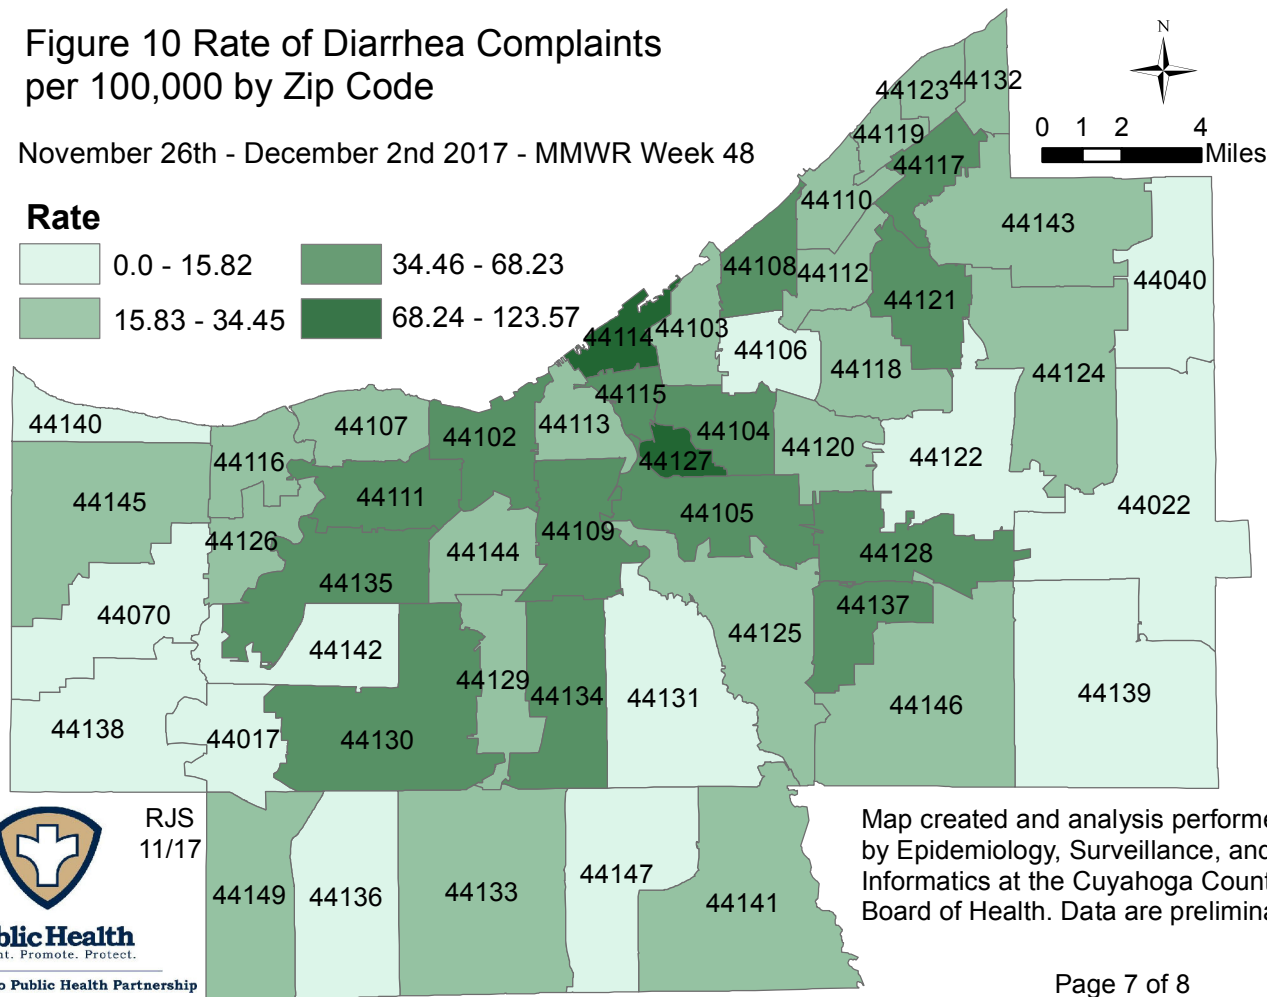 Figure 10 Rate of Diarrhea Complaints
per 100,000 by Zip Code
November 26th - December 2nd 2017 - MMWR Week 48
Rate
0.0 - 15.82
34.46 - 68.23
15.83 - 34.45
68.24 - 123.57
N
0 1 2 4
Miles
44123
44132
44119
44117
44110
44143
44108
44112
44040
44121
44114
44103
44106
44118
44124
44140
44107
44102
44115
44113
44104
44120
44122
44116
44127
44145
44111
44105
44022
44126
44109
44144
44128
44135
44070
44137
44142
44125
44129
44134
44131
44139
44138
44017
44130
44146
44149
44136
44133
44147
44141
RJS
11/17
Map created and analysis performe
by Epidemiology, Surveillance, and
Informatics at the Cuyahoga Count
Board of Health. Data are prelimina
blicHealth
nt. Promote. Protect.
o Public Health Partnership
Page 7 of 8